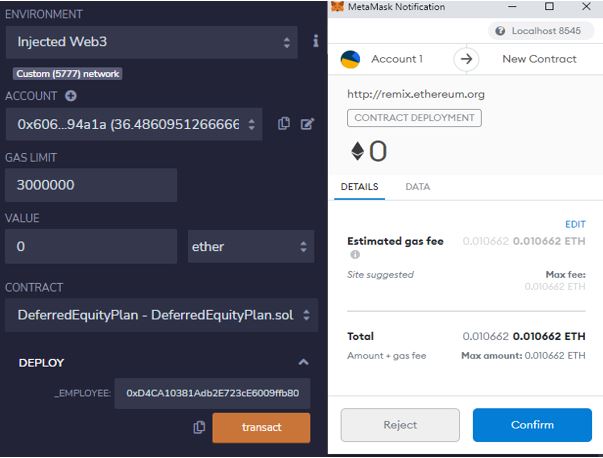 ENVIRONMENT
Injected Web3
Custom (5777) network
ACCOUNT
0x606...94a1a (36.4860951266666
GAS LIMIT
3000000
VALUE
0
ether
CONTRACT
DeferredEquityPlan - DeferredEquityPlan.sol
DEPLOY
_EMPLOYEE:
0xD4CA10381Adb2E723cE6009ffb80
transact
MetaMask Notification
Localhost 8545
Account 1
New Contract
http://remix.ethereum.org
CONTRACT DEPLOYMENT
0
DETAILS
DATA
EDIT
Estimated gas fee
0.010662 0.010662 ETH
Site suggested
Max fee:
0.010662 ETH
Total
0.010662 0.010662 ETH
Amount + gas fee
Max amount: 0.010662 ETH
Reject
Confirm